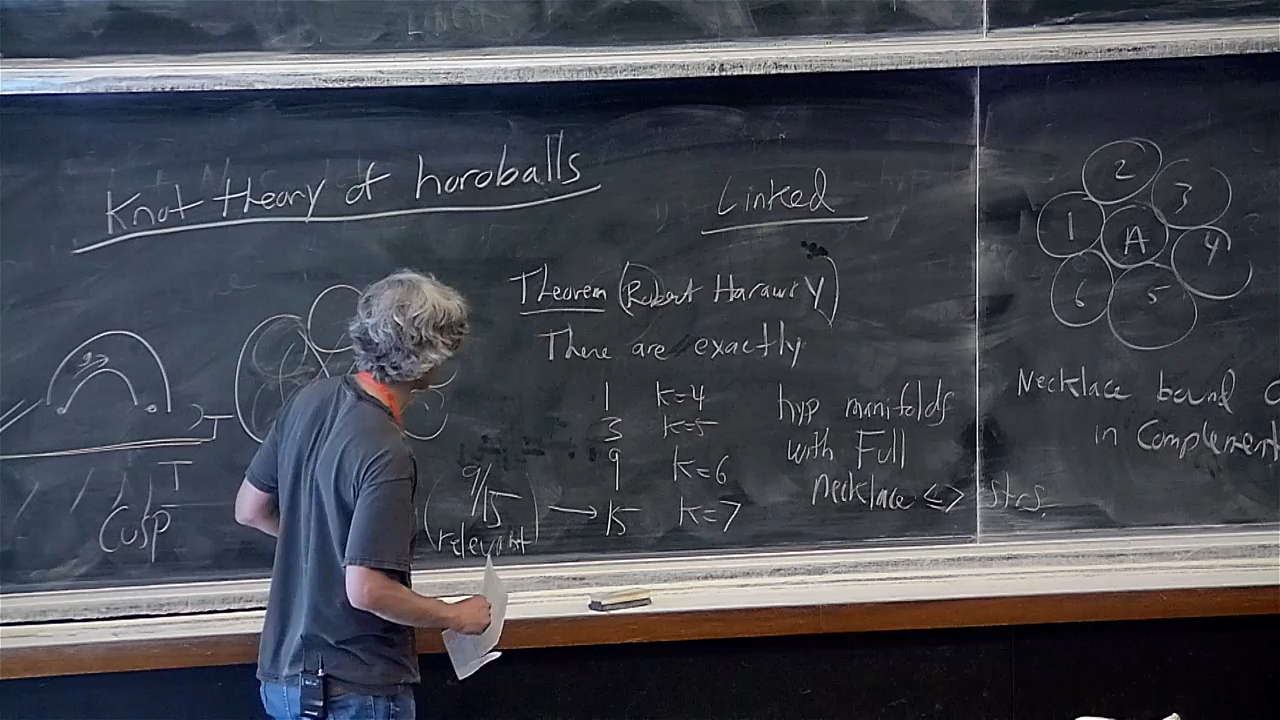 Knot theory of horoballs
Linked
Theorem (Robert Haraway)
There are exactly
1 K=4
3 K=5
9 K=6
15 K=7
hyp manifolds
with Full
necklace <=7 strs.
(9/15
relevant)
T
T
Cusp
2
3
1
A
4
6
5
Necklace bound
in Complement